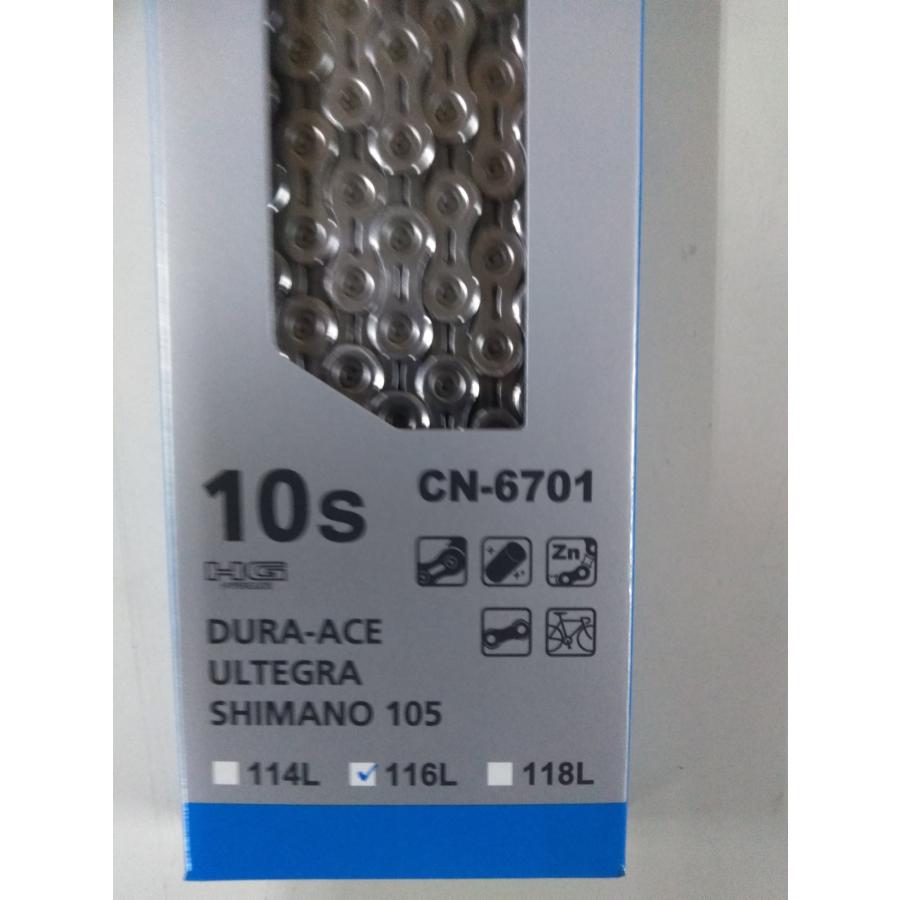 10s
CN-6701
HG
Zn
DURA-ACE
ULTEGRA
SHIMANO 105
114L 116L 118L